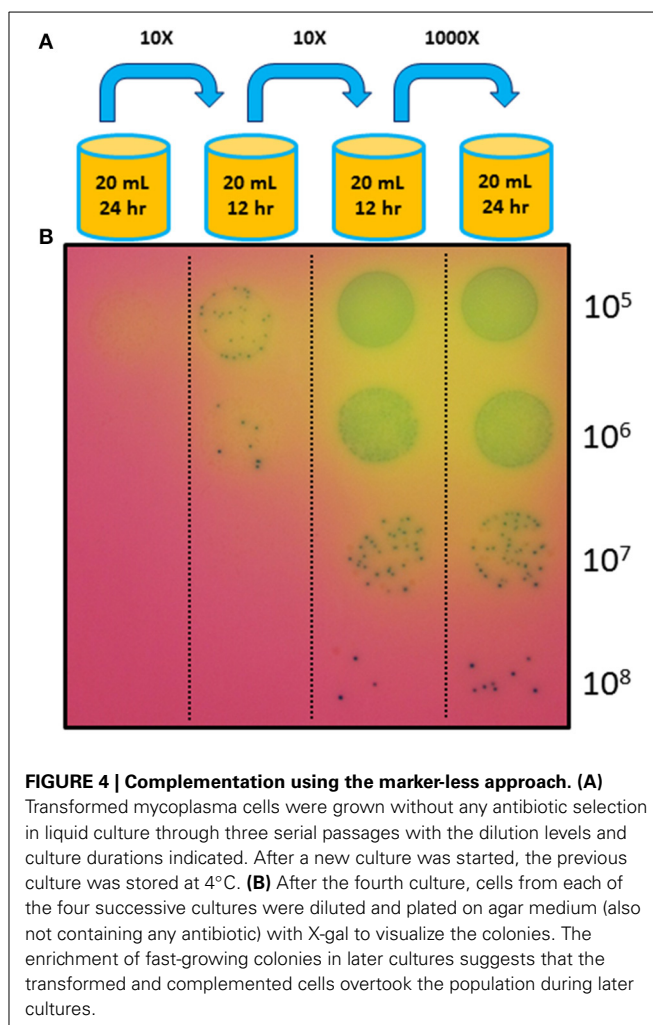 A
10X 10X 1000X
20 mL 20 mL 20 mL 20 mL
24 hr 12 hr 12 hr 24 hr
B
10⁵
10⁶
10⁷
10⁸
FIGURE 4 | Complementation using the marker-less approach. (A)
Transformed mycoplasma cells were grown without any antibiotic selection
in liquid culture through three serial passages with the dilution levels and
culture durations indicated. After a new culture was started, the previous
culture was stored at 4°C. (B) After the fourth culture, cells from each of
the four successive cultures were diluted and plated on agar medium (also
not containing any antibiotic) with X-gal to visualize the colonies. The
enrichment of fast-growing colonies in later cultures suggests that the
transformed and complemented cells overtook the population during later
cultures.